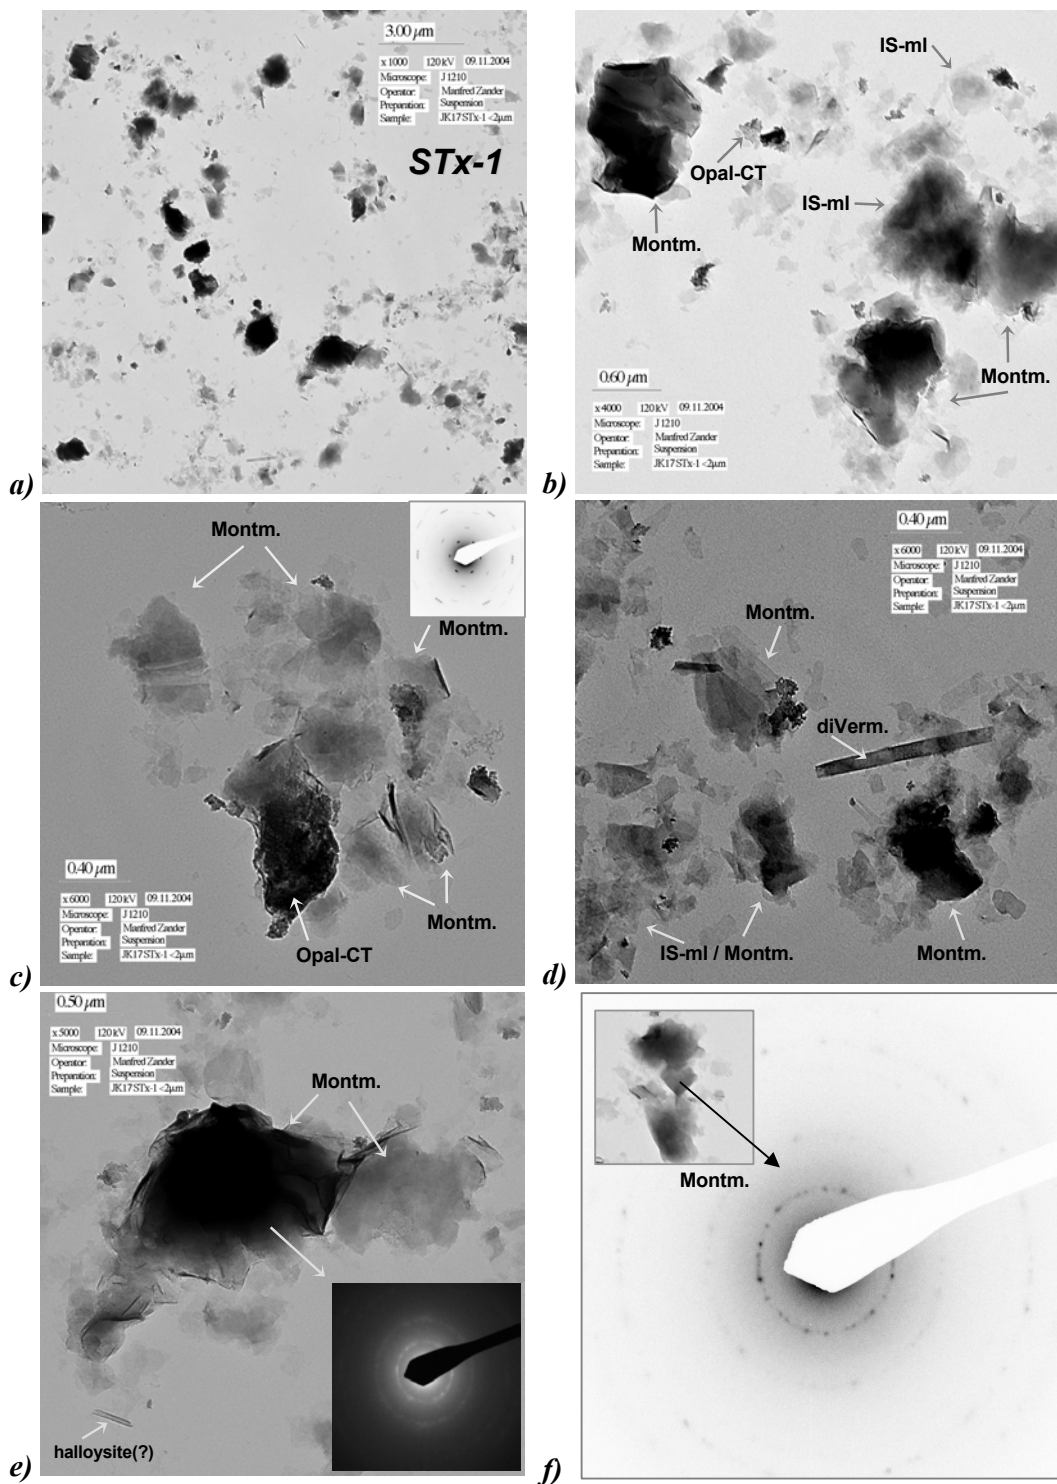 3.00 µm
x 1000 120 kV 09.11.2004
Microscope: J 1210
Operator: Manfred Zander
Preparation: Suspension
Sample: JK17 STx-1 <2µm
STx-1
a)
IS-ml
Opal-CT
IS-ml
Montm.
Montm.
0.60 µm
x 4000 120 kV 09.11.2004
Microscope: J 1210
Operator: Manfred Zander
Preparation: Suspension
Sample: JK17 STx-1 <2µm
b)
Montm.
Montm.
0.40 µm
x 6000 120 kV 09.11.2004
Microscope: J 1210
Operator: Manfred Zander
Preparation: Suspension
Sample: JK17 STx-1 <2µm
Montm.
Opal-CT
c)
0.40 µm
x 6000 120 kV 09.11.2004
Microscope: J 1210
Operator: Manfred Zander
Preparation: Suspension
Sample: JK17 STx-1 <2µm
Montm.
diVerm.
IS-ml / Montm.
Montm.
d)
0.50 µm
x 5000 120 kV 09.11.2004
Microscope: J 1210
Operator: Manfred Zander
Preparation: Suspension
Sample: JK17 STx-1 <2µm
Montm.
halloysite(?)
e)
Montm.
f)